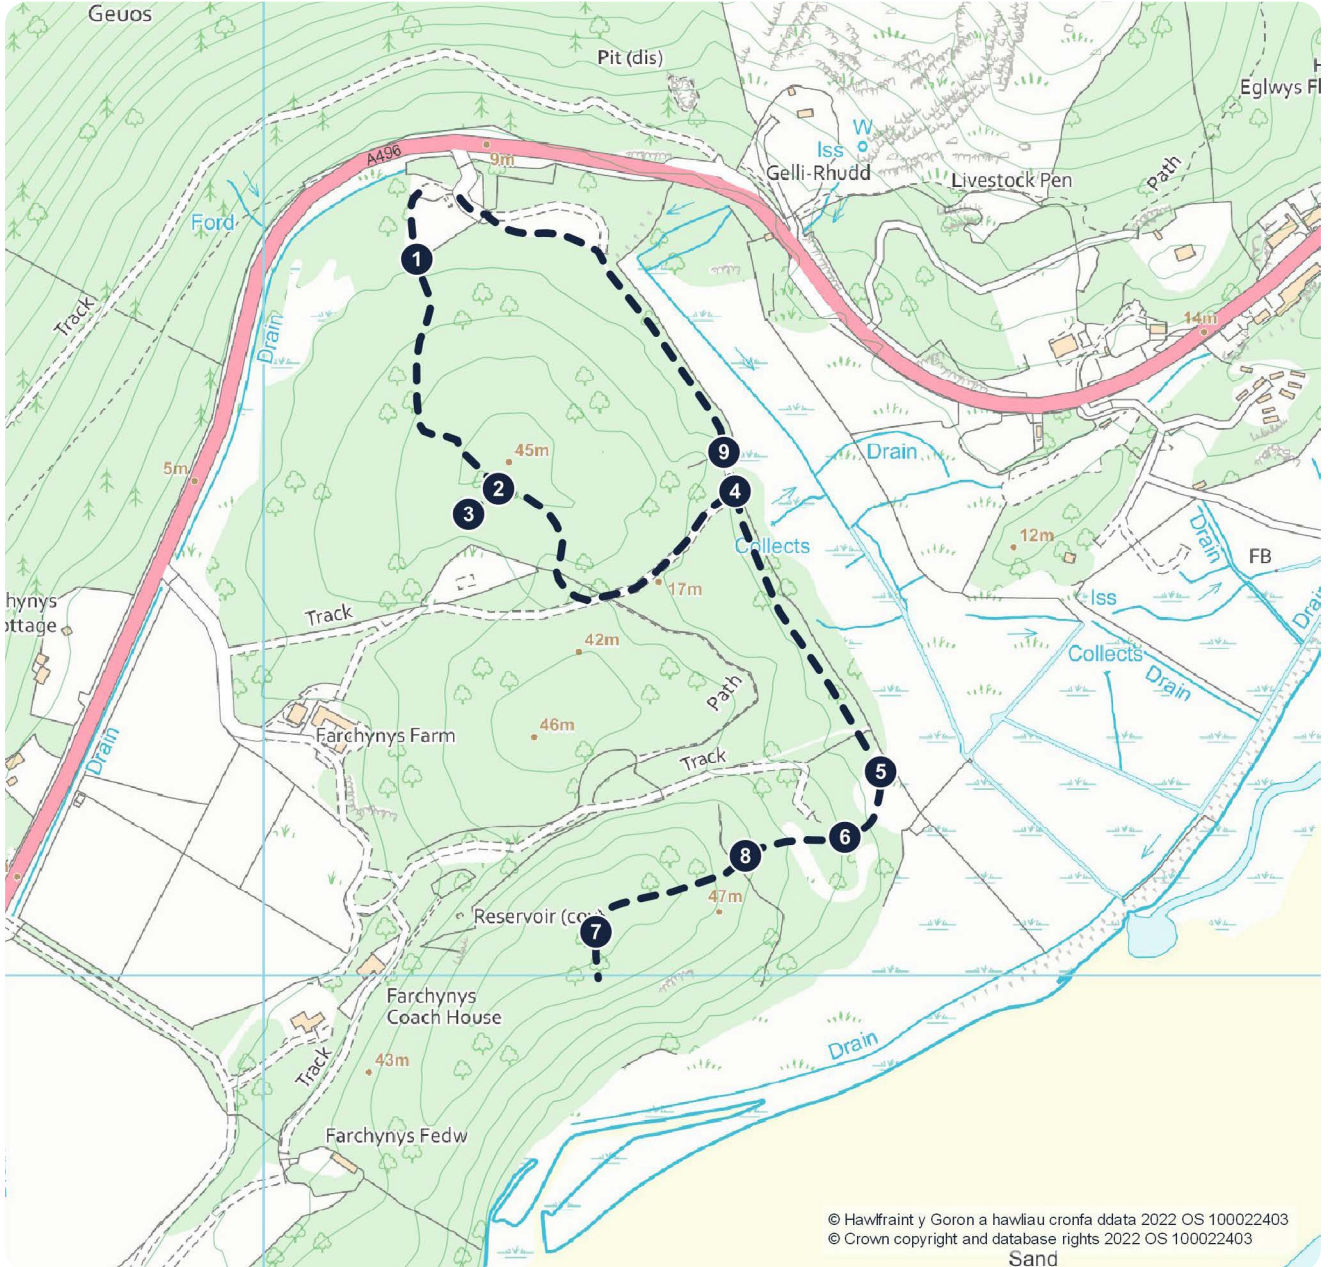 Geuos
Pit (dis)
Eglwys Fl
A496
9m
W
Iss
Gelli-Rhudd
Livestock Pen
Path
Ford
1
Track
Drain
14m
45m
9
Drain
5m
2
4
3
Collects
12m
Drain
FB
17m
hynys
ottage
Track
Iss
Drain
42m
Collects
Path
Drain
46m
Farchynys Farm
Drain
Track
5
6
8
47m
Reservoir (cov)
7
Farchynys
Coach House
Drain
Track
43m
Farchynys Fedw
© Hawlfraint y Goron a hawliau cronfa ddata 2022 OS 100022403
© Crown copyright and database rights 2022 OS 100022403
Sand